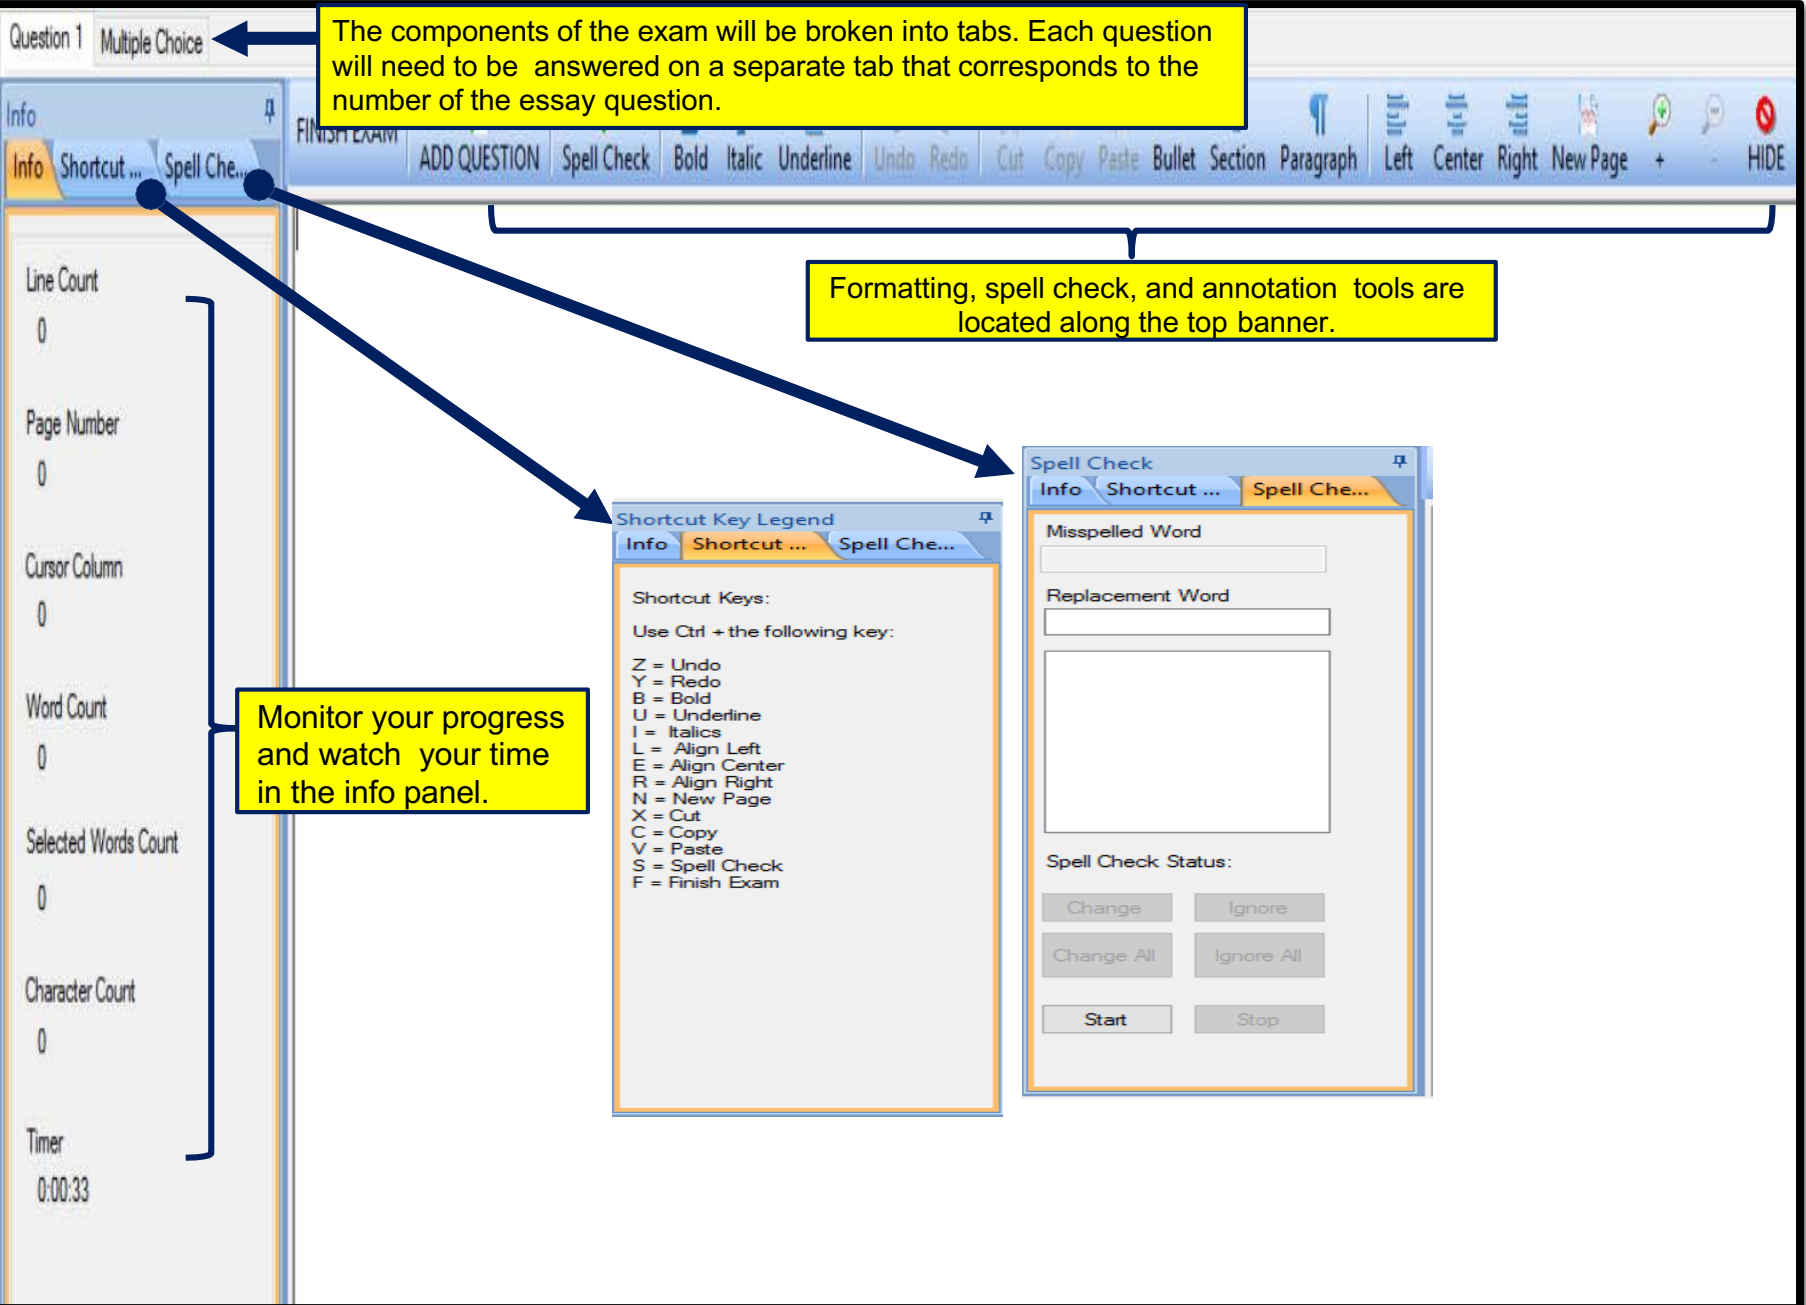 Question 1 Multiple Choice
The components of the exam will be broken into tabs. Each question
will need to be answered on a separate tab that corresponds to the
number of the essay question.
Info
Info Shortcut ... Spell Che...
FINISH EXAM ADD QUESTION Spell Check Bold Italic Underline Undo Redo Cut Copy Paste Bullet Section Paragraph Left Center Right New Page + - HIDE
Formatting, spell check, and annotation tools are
located along the top banner.
Line Count
0
Page Number
0
Cursor Column
0
Word Count
0
Selected Words Count
0
Character Count
0
Timer
0:00:33
Monitor your progress
and watch your time
in the info panel.
Shortcut Key Legend
Info Shortcut ... Spell Che...
Shortcut Keys:
Use Ctrl + the following key:
Z = Undo
Y = Redo
B = Bold
U = Underline
I = Italics
L = Align Left
E = Align Center
R = Align Right
N = New Page
X = Cut
C = Copy
V = Paste
S = Spell Check
F = Finish Exam
Spell Check
Info Shortcut ... Spell Che...
Misspelled Word
Replacement Word
Spell Check Status:
Change Ignore
Change All Ignore All
Start Stop